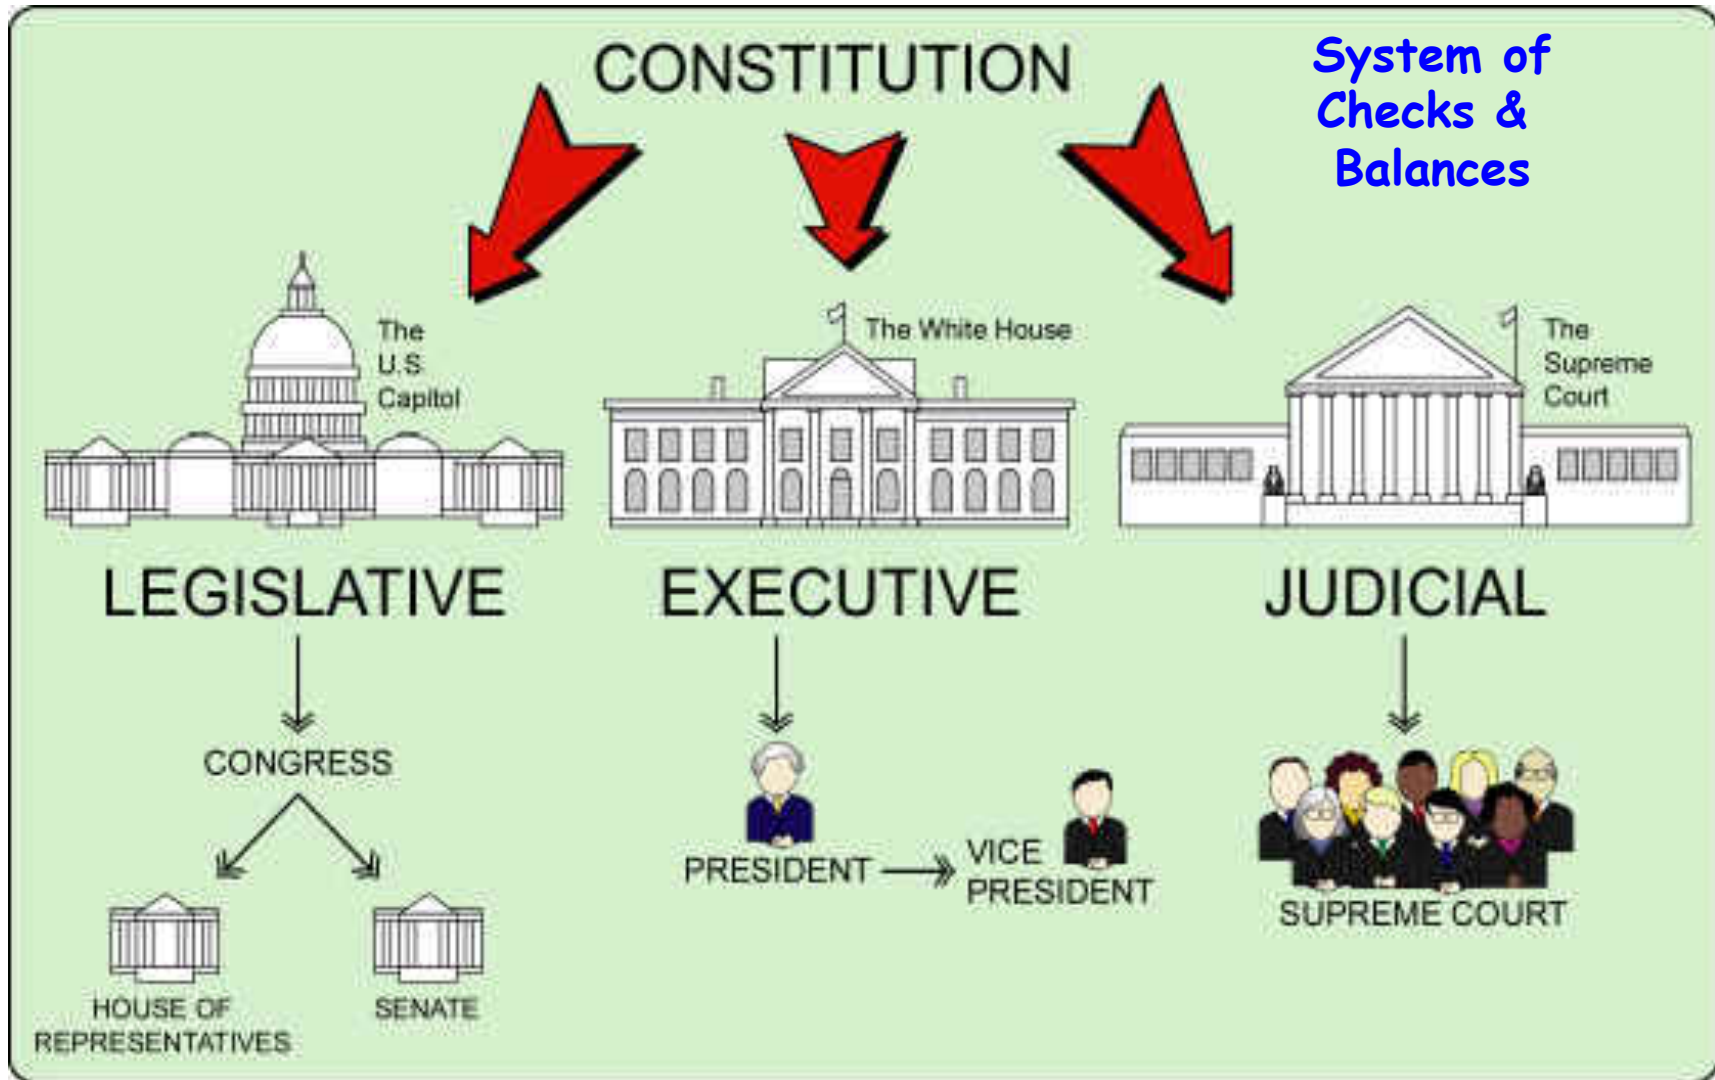 CONSTITUTION
System of
Checks &
Balances
The
U.S.
Capitol
The White House
The
Supreme
Court
LEGISLATIVE
EXECUTIVE
JUDICIAL
CONGRESS
HOUSE OF
REPRESENTATIVES
SENATE
PRESIDENT
VICE
PRESIDENT
SUPREME COURT